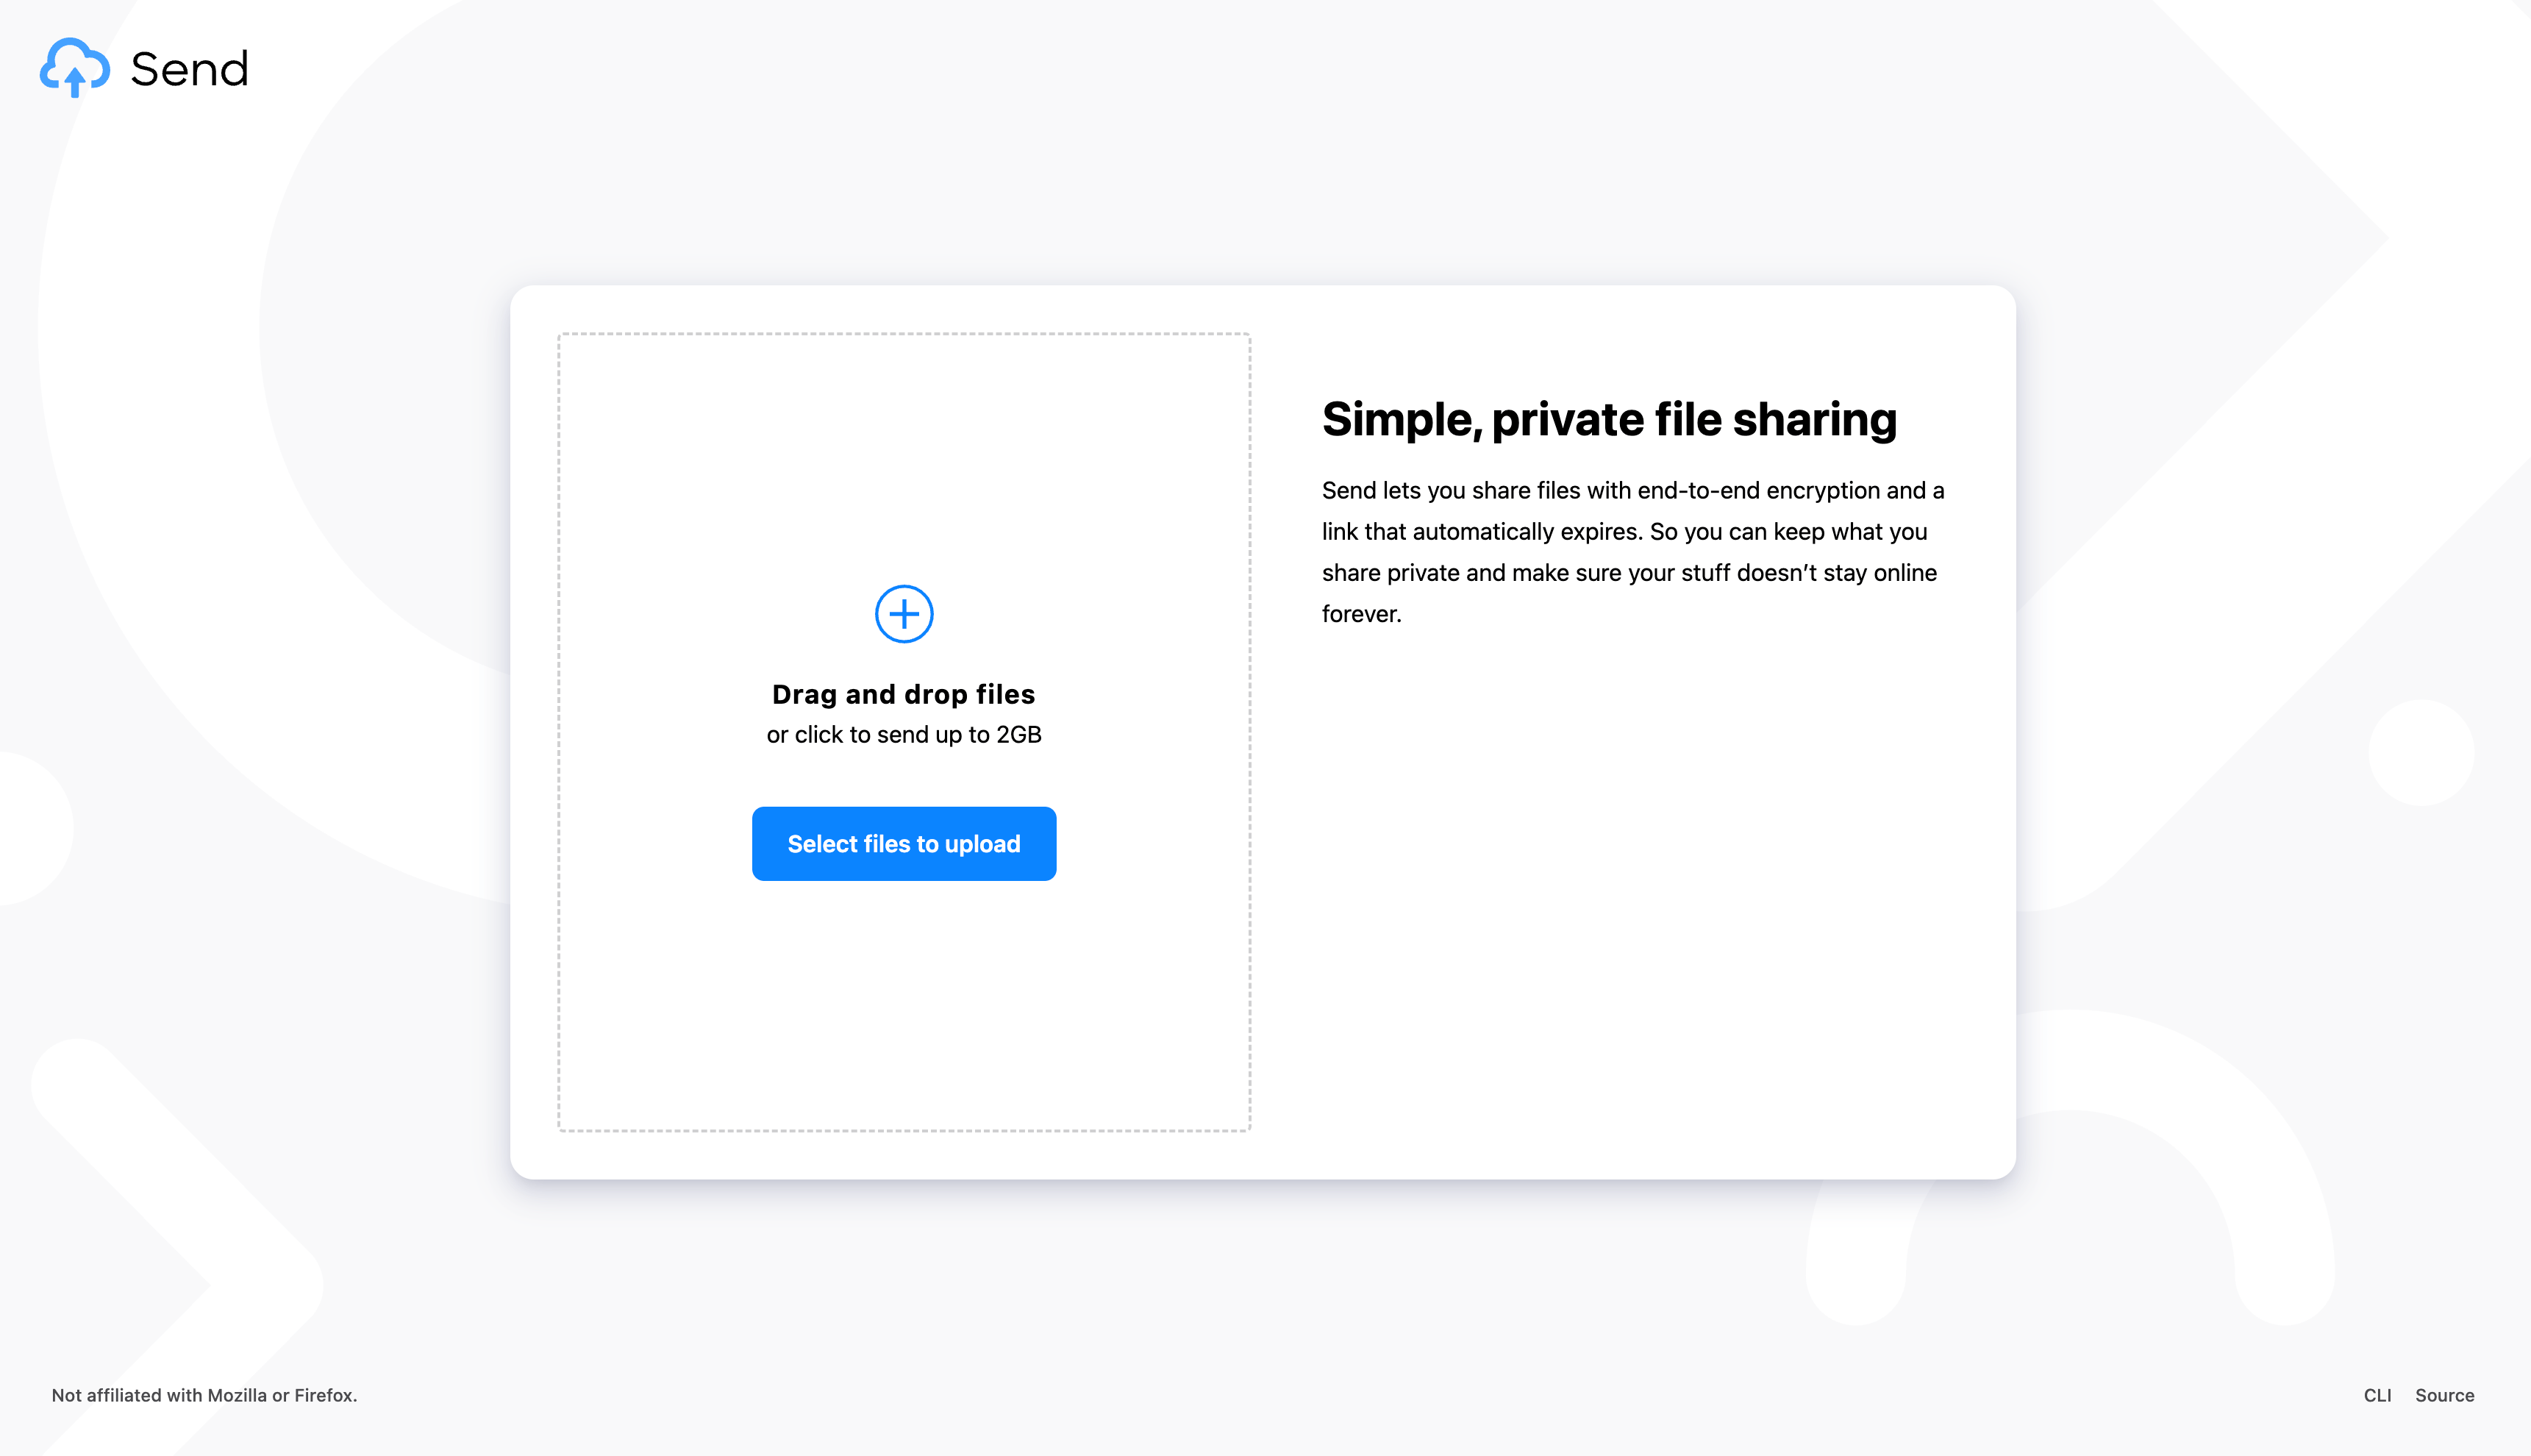 Send
Drag and drop files
or click to send up to 2GB
Select files to upload
Simple, private file sharing
Send lets you share files with end-to-end encryption and a
link that automatically expires. So you can keep what you
share private and make sure your stuff doesn’t stay online
forever.
Not affiliated with Mozilla or Firefox.
CLI Source